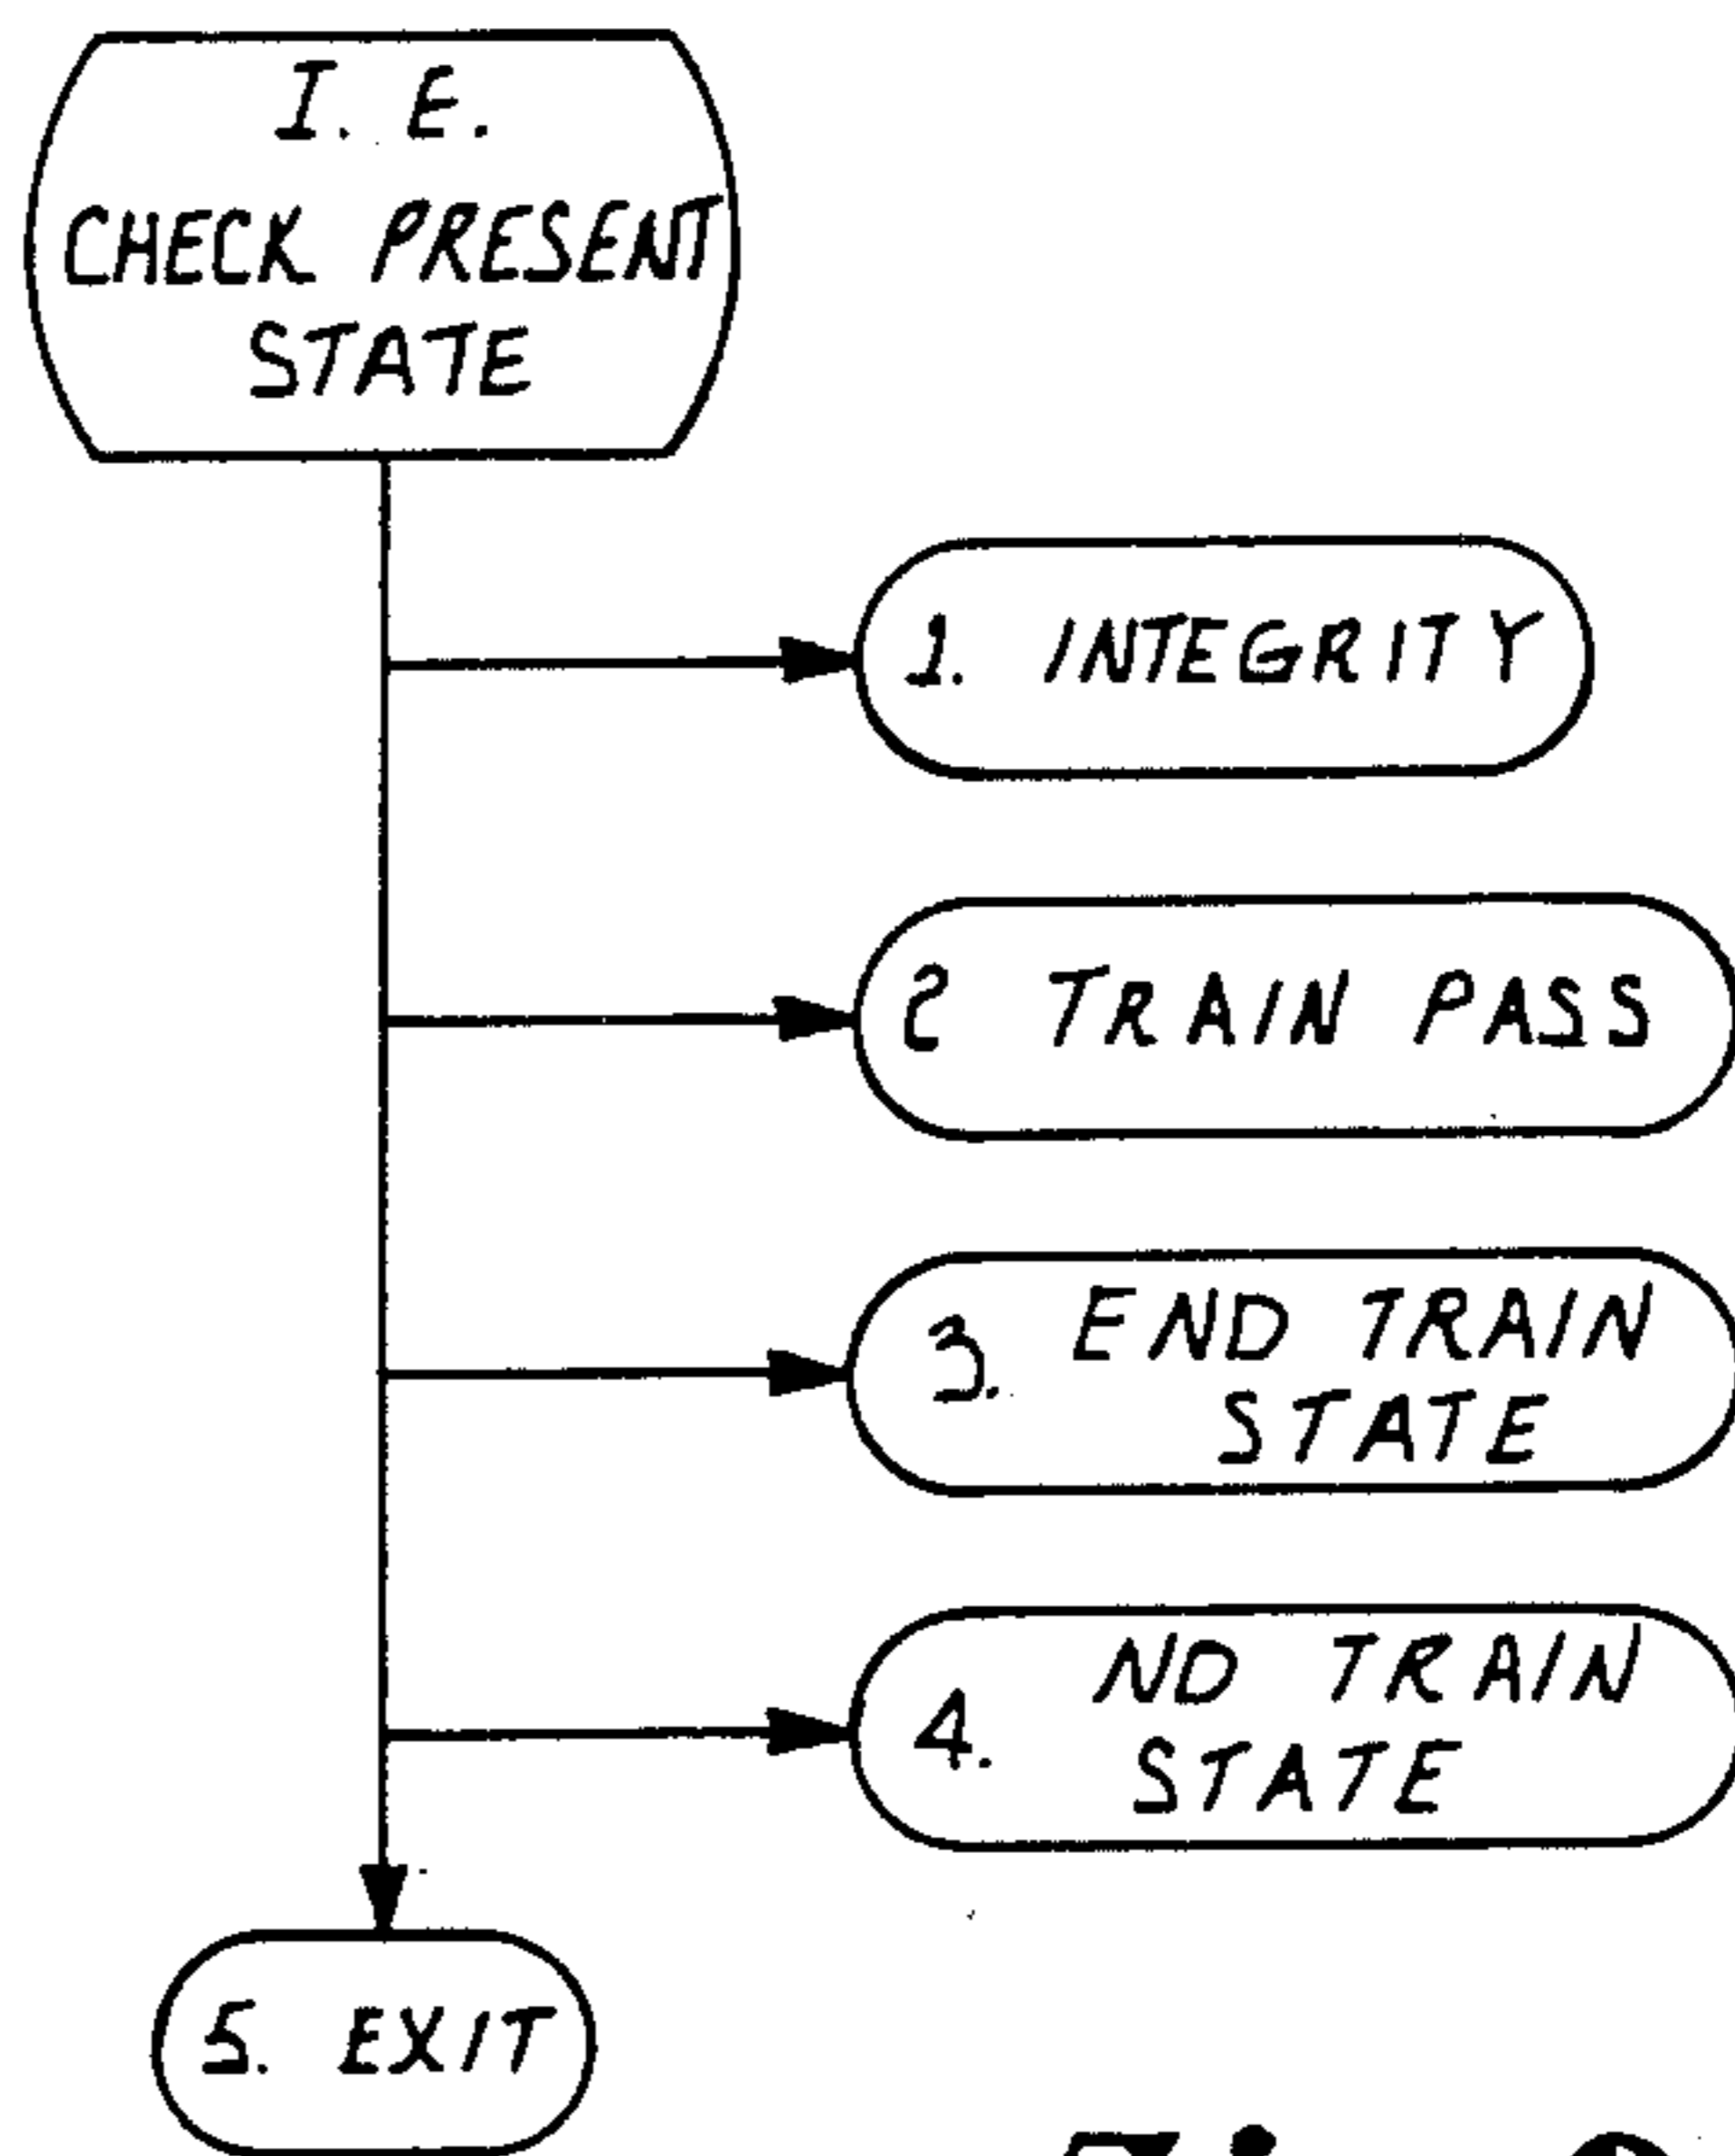 I. E.
CHECK PRESENT
STATE
1. INTEGRITY
2 TRAIN PASS
3. END TRAIN
STATE
4. NO TRAIN
STATE
5. EXIT